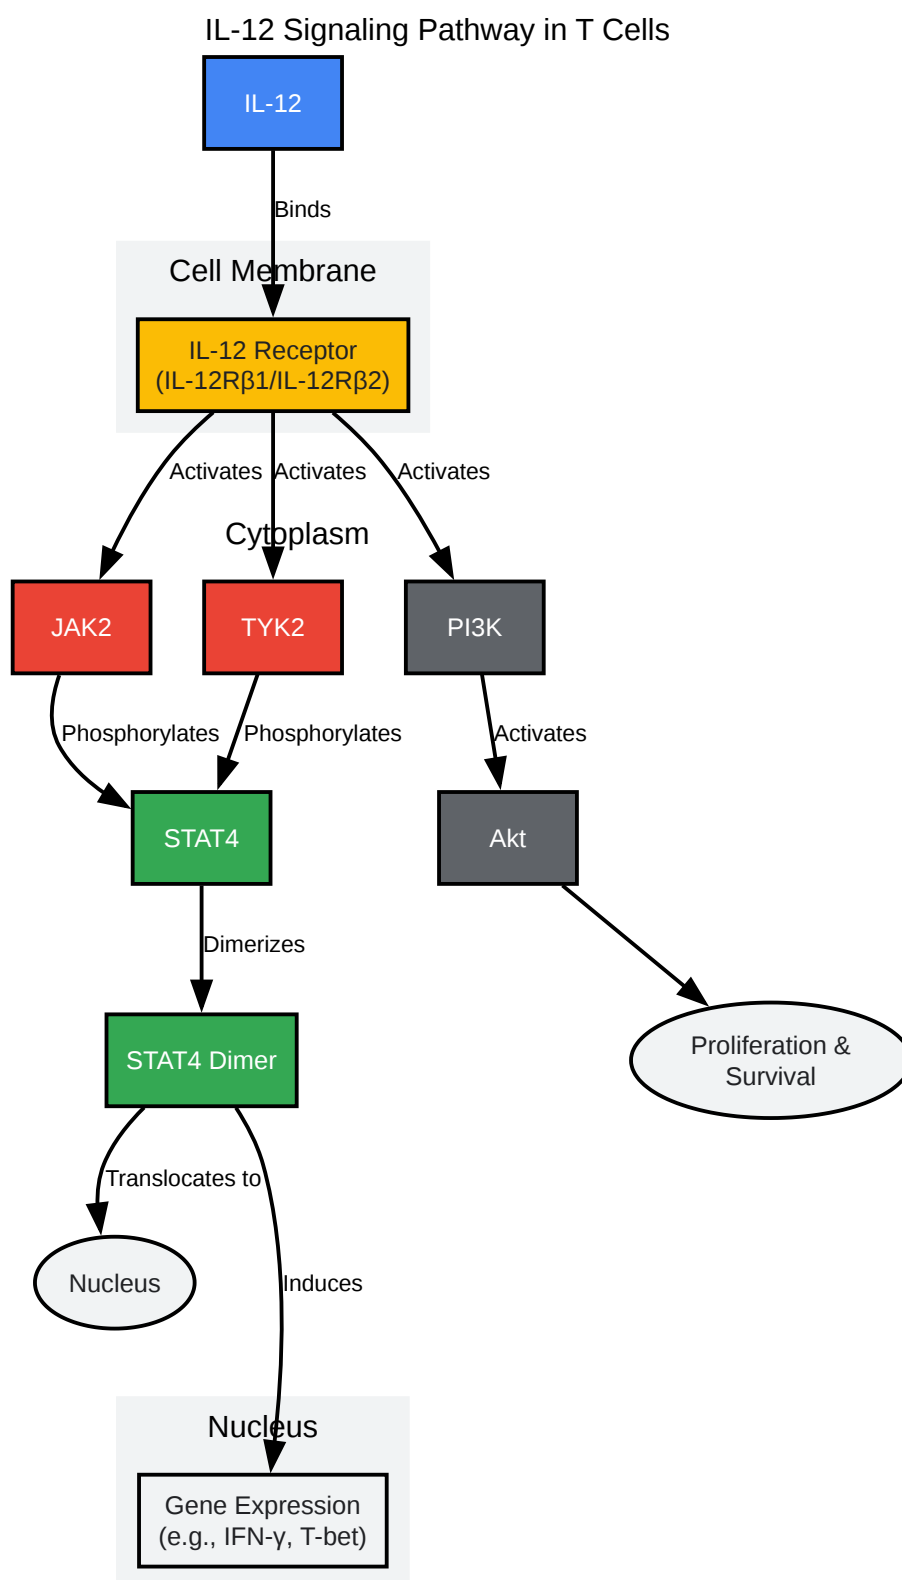 IL-12 Signaling Pathway in T Cells
IL-12
Binds
Cell Membrane
IL-12 Receptor
(IL-12Rβ1/IL-12Rβ2)
Activates
Activates
Activates
Cytoplasm
JAK2
TYK2
PI3K
Phosphorylates
Phosphorylates
Activates
STAT4
Akt
Dimerizes
STAT4 Dimer
Proliferation &
Survival
Translocates to
Nucleus
Induces
Nucleus
Gene Expression
(e.g., IFN-γ, T-bet)